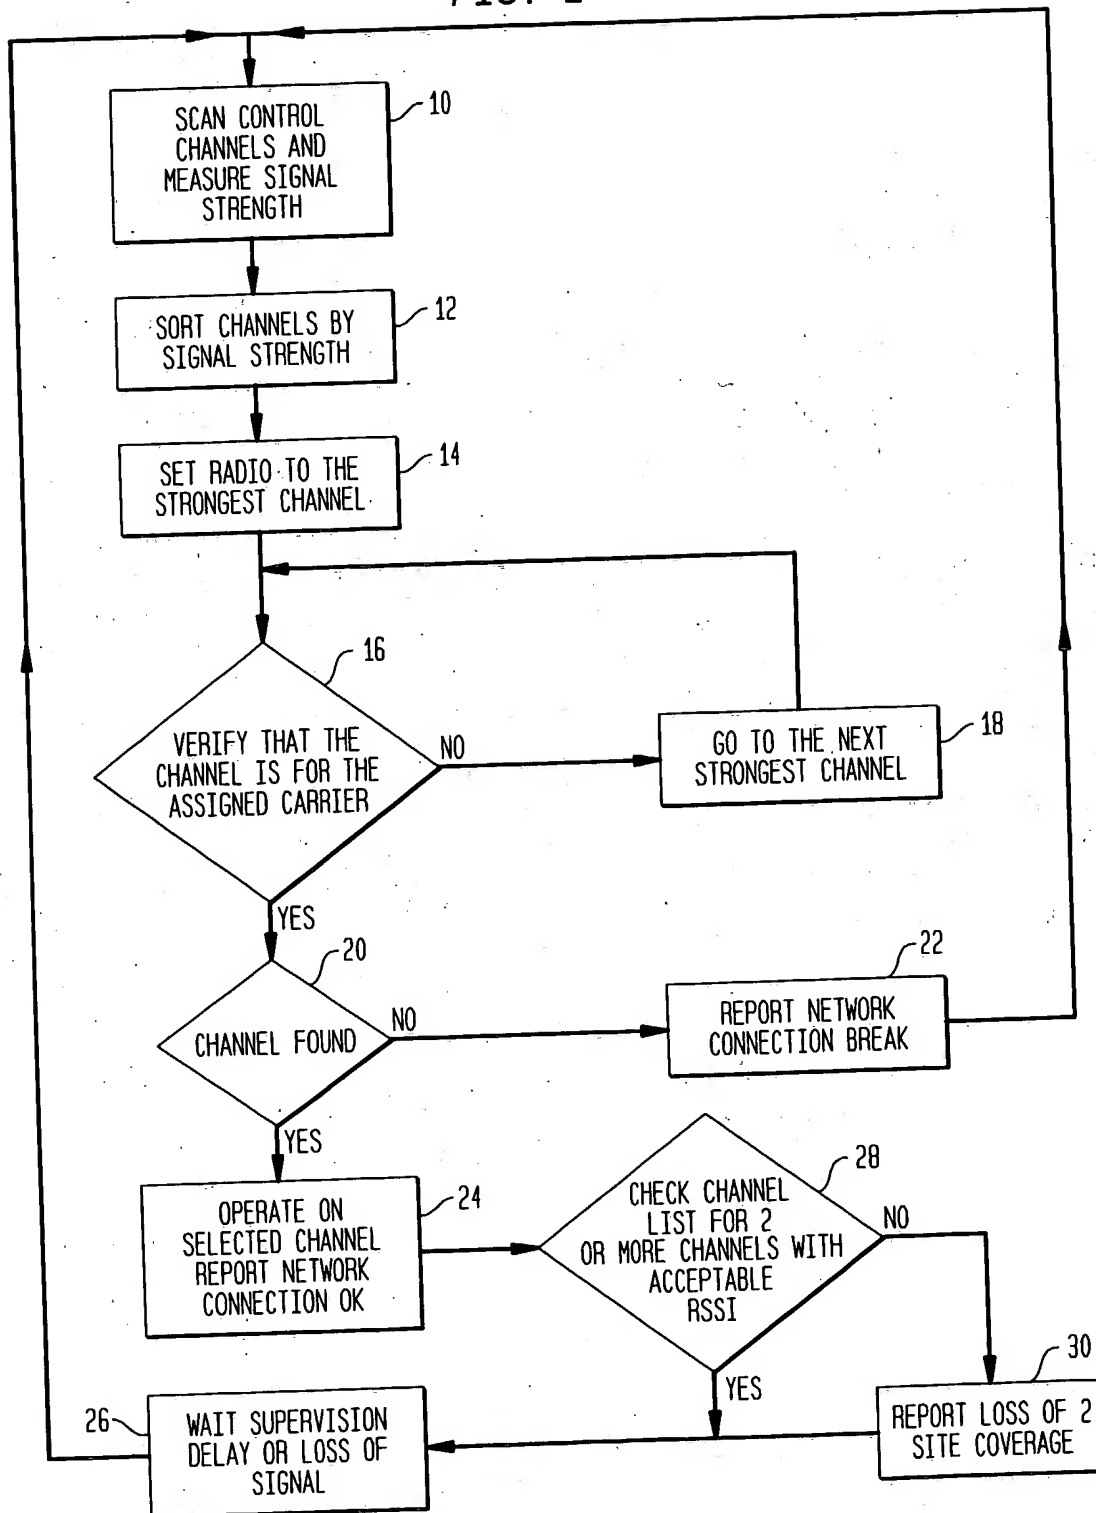 10
SCAN CONTROL
CHANNELS AND
MEASURE SIGNAL
STRENGTH
12
SORT CHANNELS BY
SIGNAL STRENGTH
14
SET RADIO TO THE
STRONGEST CHANNEL
16
VERIFY THAT THE
CHANNEL IS FOR THE
ASSIGNED CARRIER
NO
18
GO TO THE NEXT
STRONGEST CHANNEL
YES
20
CHANNEL FOUND
NO
22
REPORT NETWORK
CONNECTION BREAK
YES
24
OPERATE ON
SELECTED CHANNEL
REPORT NETWORK
CONNECTION OK
28
CHECK CHANNEL
LIST FOR 2
OR MORE CHANNELS WITH
ACCEPTABLE
RSSI
NO
YES
30
REPORT LOSS OF 2
SITE COVERAGE
26
WAIT SUPERVISION
DELAY OR LOSS OF
SIGNAL